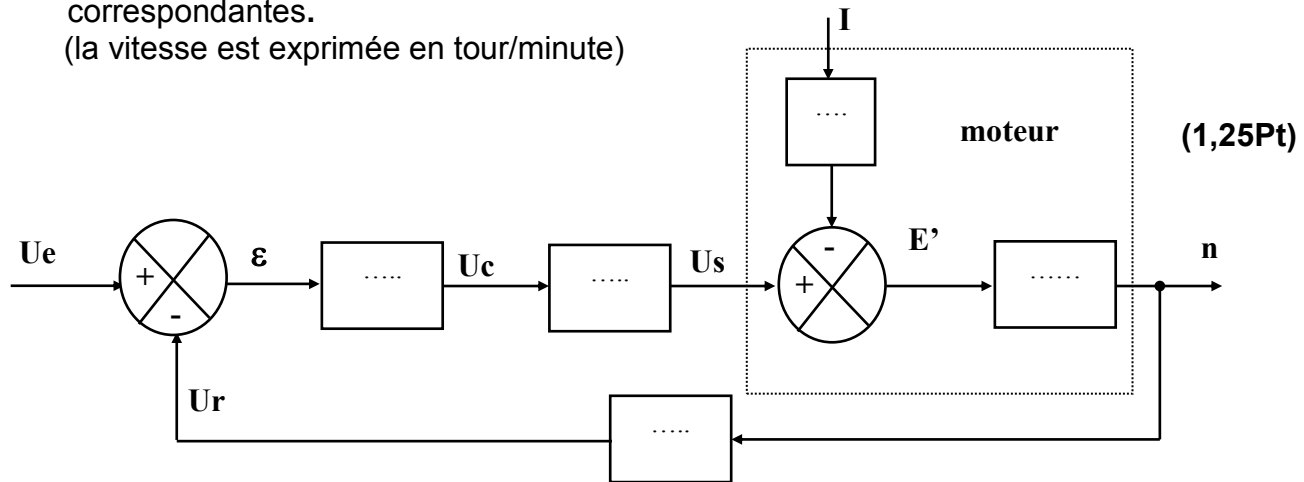 correspondantes.
(la vitesse est exprimée en tour/minute)
I
....
moteur
(1,25Pt)
Ue
+
-
ε
.....
Uc
.....
Us
+
-
E’
......
n
Ur
.....